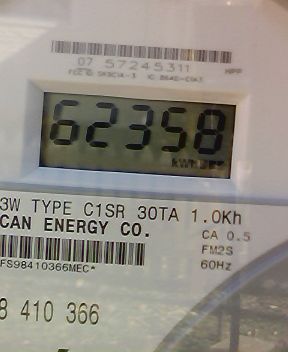 07 57245311
HPP
62358
kWH
3W TYPE C1SR 30TA 1.0Kh
CAN ENERGY CO.
CA 0.5
FM2S
FS98410366MEC*
60Hz
8 410 366